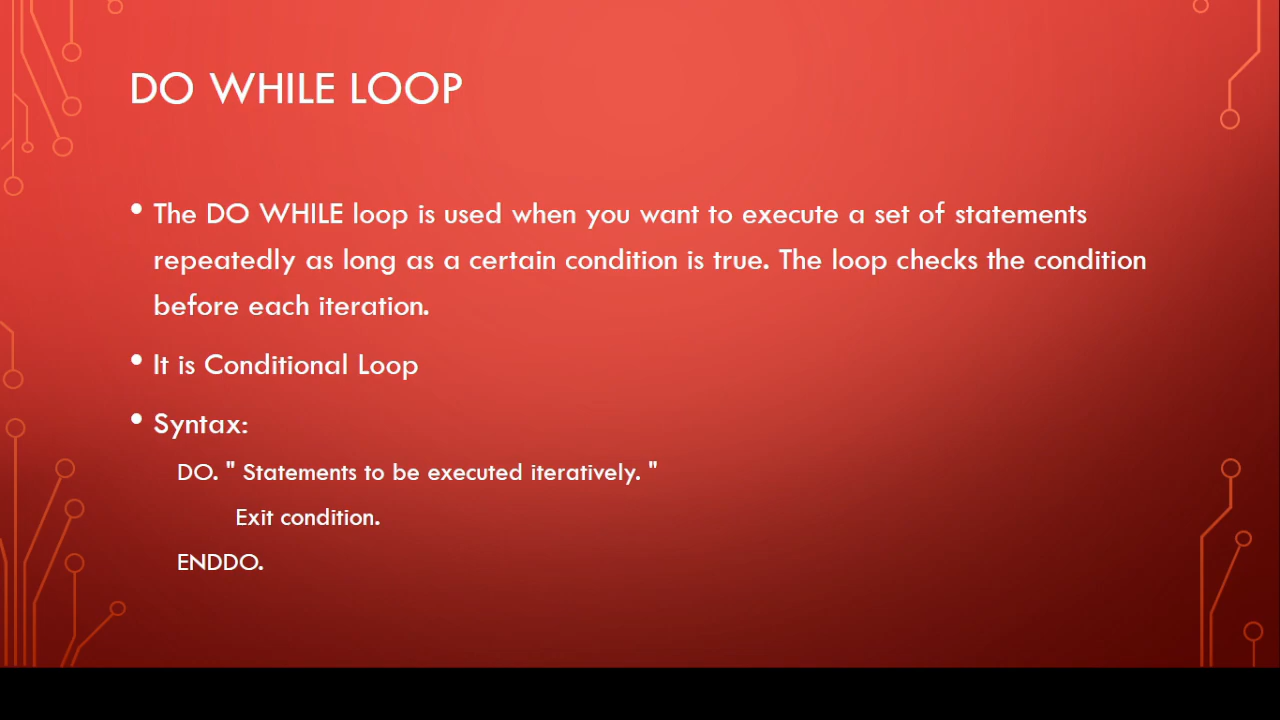 DO WHILE LOOP
• The DO WHILE loop is used when you want to execute a set of statements
repeatedly as long as a certain condition is true. The loop checks the condition
before each iteration.
• It is Conditional Loop
• Syntax:
DO. " Statements to be executed iteratively. "
Exit condition.
ENDDO.